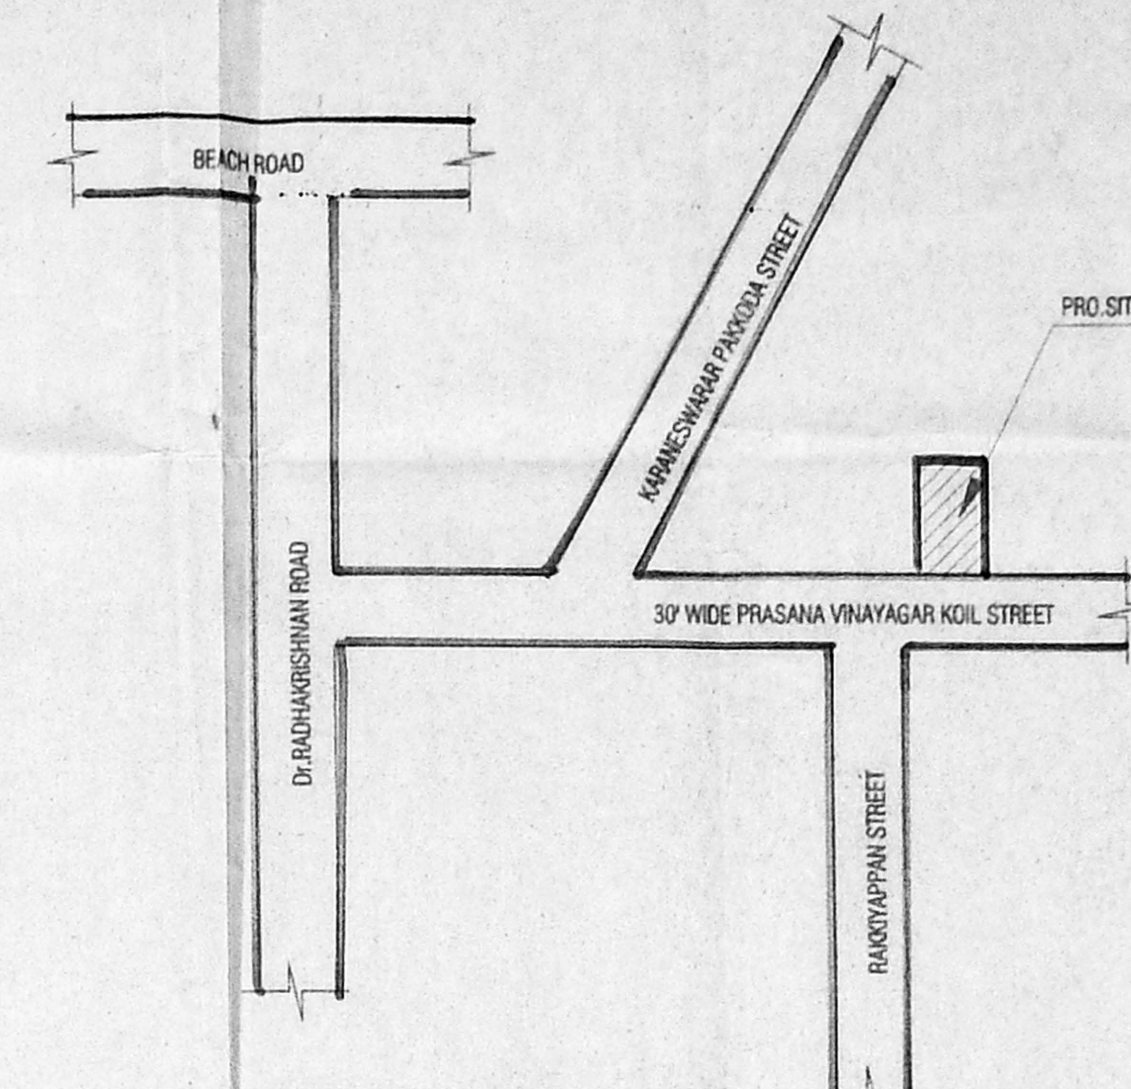 BEACH ROAD
KARANESWARAR PAKKODA STREET
PRO.SIT
30' WIDE PRASANA VINAYAGAR KOIL STREET
Dr.RADHAKRISHNAN ROAD
RAKKIYAPPAN STREET